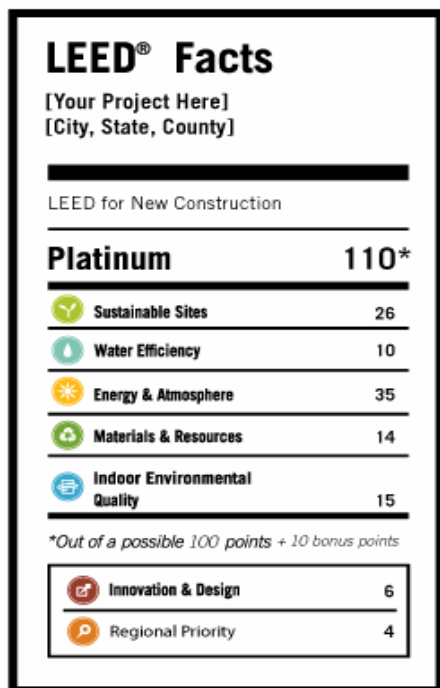 LEED® Facts
[Your Project Here]
[City, State, County]
LEED for New Construction
Platinum 110*
Sustainable Sites 26
Water Efficiency 10
Energy & Atmosphere 35
Materials & Resources 14
Indoor Environmental
Quality 15
*Out of a possible 100 points + 10 bonus points
Innovation & Design 6
Regional Priority 4